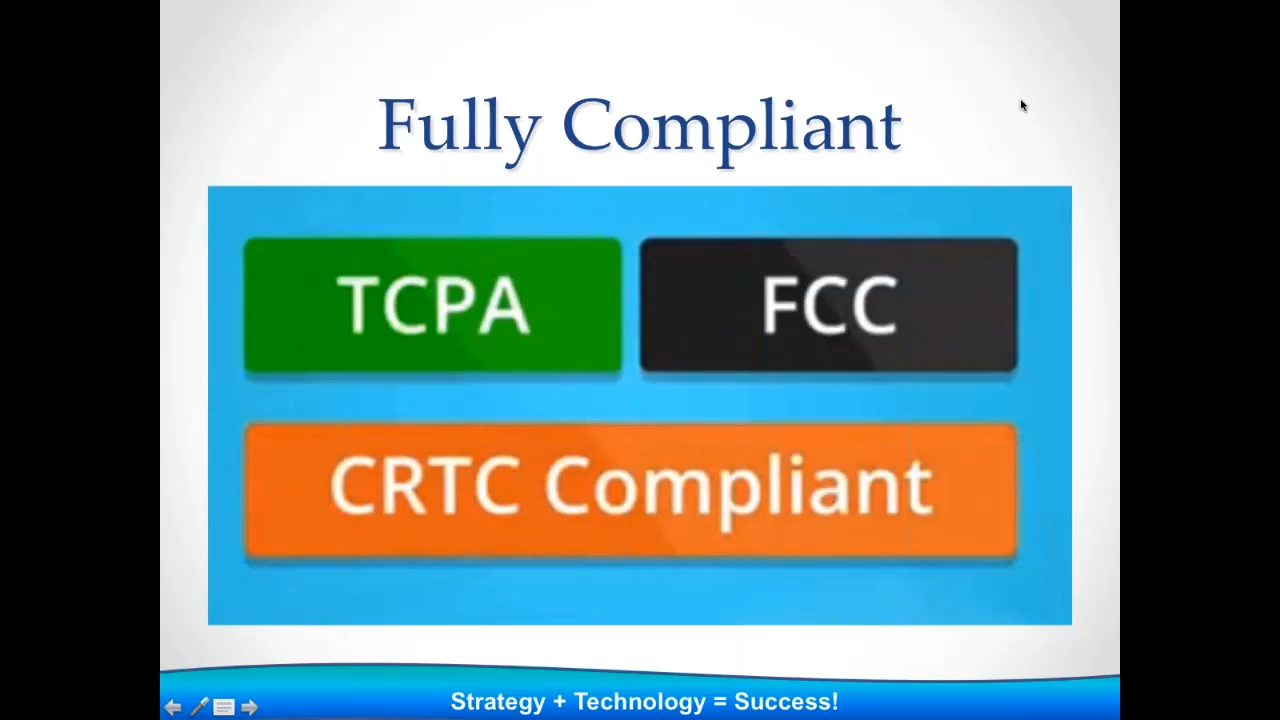 Fully Compliant
TCPA
FCC
CRTC Compliant
Strategy + Technology = Success!